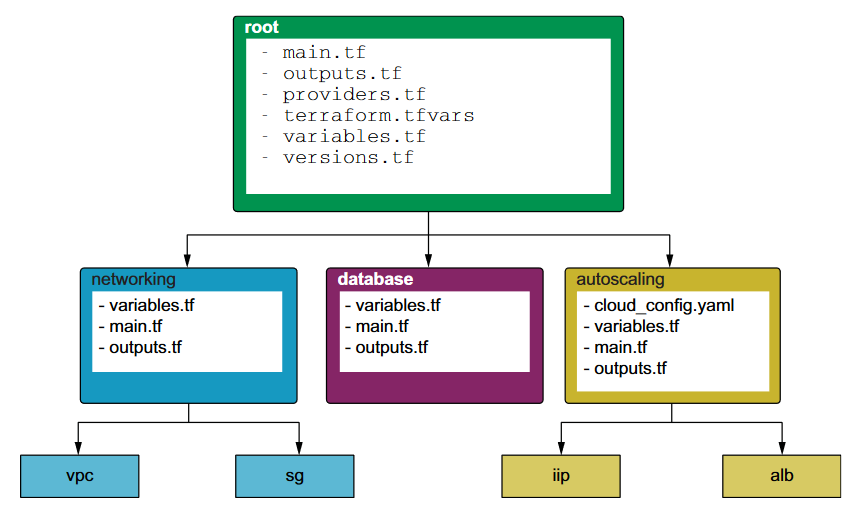 root
- main.tf
- outputs.tf
- providers.tf
- terraform.tfvars
- variables.tf
- versions.tf
networking
- variables.tf
- main.tf
- outputs.tf
database
- variables.tf
- main.tf
- outputs.tf
autoscaling
- cloud_config.yaml
- variables.tf
- main.tf
- outputs.tf
vpc
sg
iip
alb